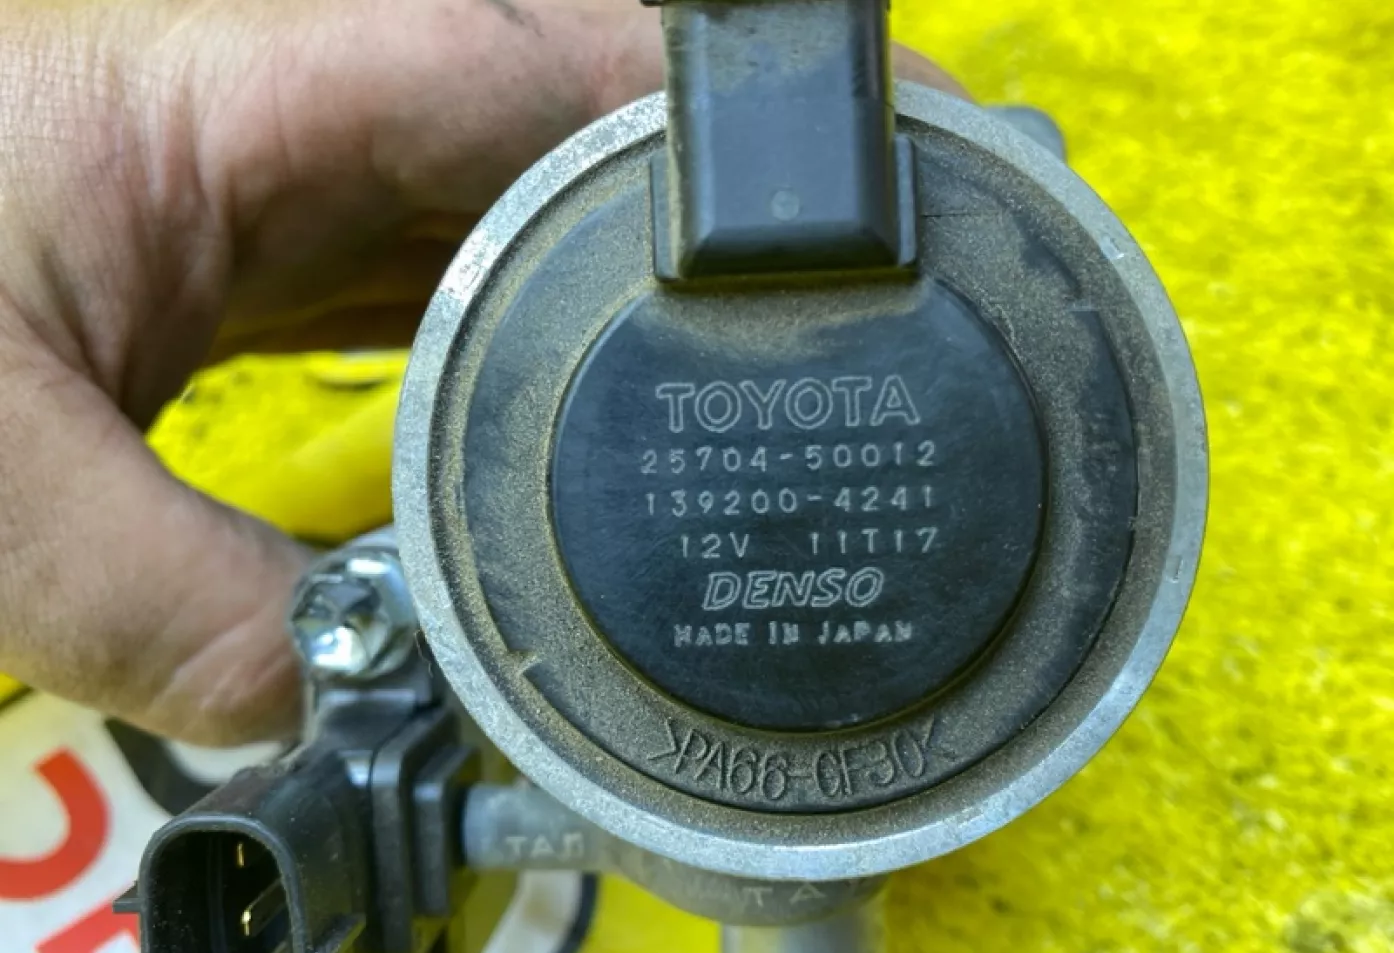 TOYOTA
25704-50012
139200-4241
12V 11T17
DENSO
MADE IN JAPAN
>PA66-GF30<